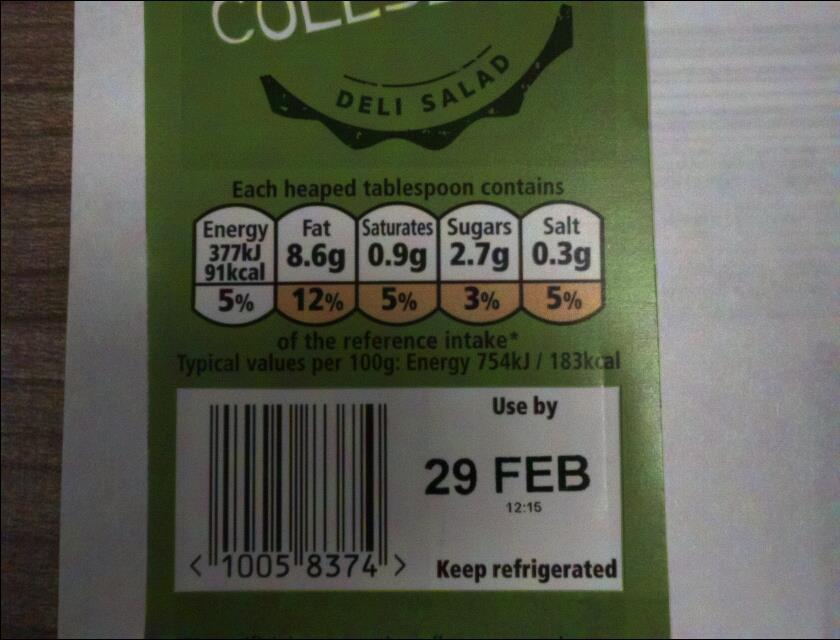 DELI SALAD
Each heaped tablespoon contains
Energy Fat Saturates Sugars Salt
377kJ 8.6g 0.9g 2.7g 0.3g
91kcal
5% 12% 5% 3% 5%
of the reference intake*
Typical values per 100g: Energy 754kJ / 183kcal
Use by
29 FEB
12:15
<1005 8374>
Keep refrigerated